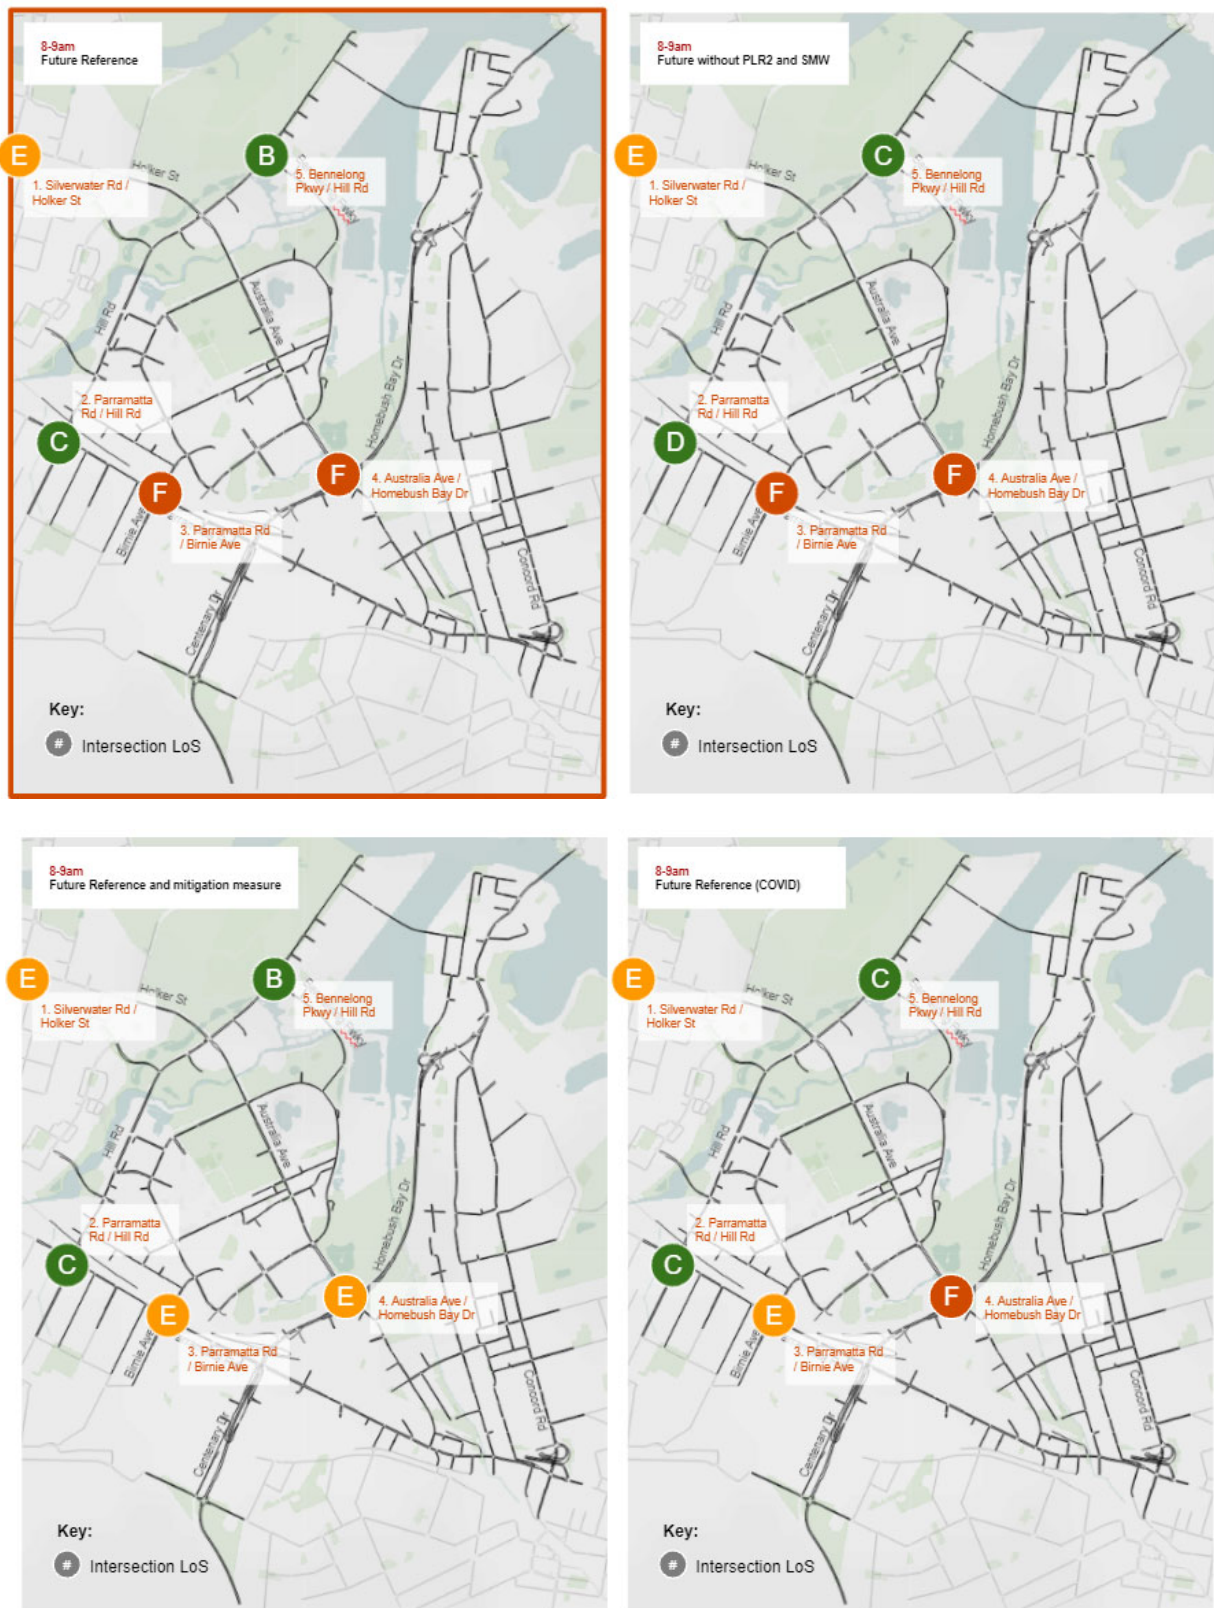 8-9am
Future Reference
E
B
Holker St
1. Silverwater Rd /
Holker St
5. Bennelong
Pkwy / Hill Rd
Pkwy
Hill Rd
Australia Ave
Homebush Bay Dr
2. Parramatta
Rd / Hill Rd
C
F
F
4. Australia Ave /
Homebush Bay Dr
Birnie Ave
3. Parramatta Rd
/ Birnie Ave
Centenary Dr
Concord Rd
Key:
# Intersection LoS
8-9am
Future without PLR2 and SMW
E
C
Holker St
1. Silverwater Rd /
Holker St
5. Bennelong
Pkwy / Hill Rd
Pkwy
Hill Rd
Australia Ave
Homebush Bay Dr
2. Parramatta
Rd / Hill Rd
D
F
F
4. Australia Ave /
Homebush Bay Dr
Birnie Ave
3. Parramatta Rd
/ Birnie Ave
Centenary Dr
Concord Rd
Key:
# Intersection LoS
8-9am
Future Reference and mitigation measure
E
B
Holker St
1. Silverwater Rd /
Holker St
5. Bennelong
Pkwy / Hill Rd
Pkwy
Hill Rd
Australia Ave
Homebush Bay Dr
2. Parramatta
Rd / Hill Rd
C
E
E
4. Australia Ave /
Homebush Bay Dr
Birnie Ave
3. Parramatta Rd
/ Birnie Ave
Centenary Dr
Concord Rd
Key:
# Intersection LoS
8-9am
Future Reference (COVID)
E
C
Holker St
1. Silverwater Rd /
Holker St
5. Bennelong
Pkwy / Hill Rd
Pkwy
Hill Rd
Australia Ave
Homebush Bay Dr
2. Parramatta
Rd / Hill Rd
C
E
F
4. Australia Ave /
Homebush Bay Dr
Birnie Ave
3. Parramatta Rd
/ Birnie Ave
Centenary Dr
Concord Rd
Key:
# Intersection LoS